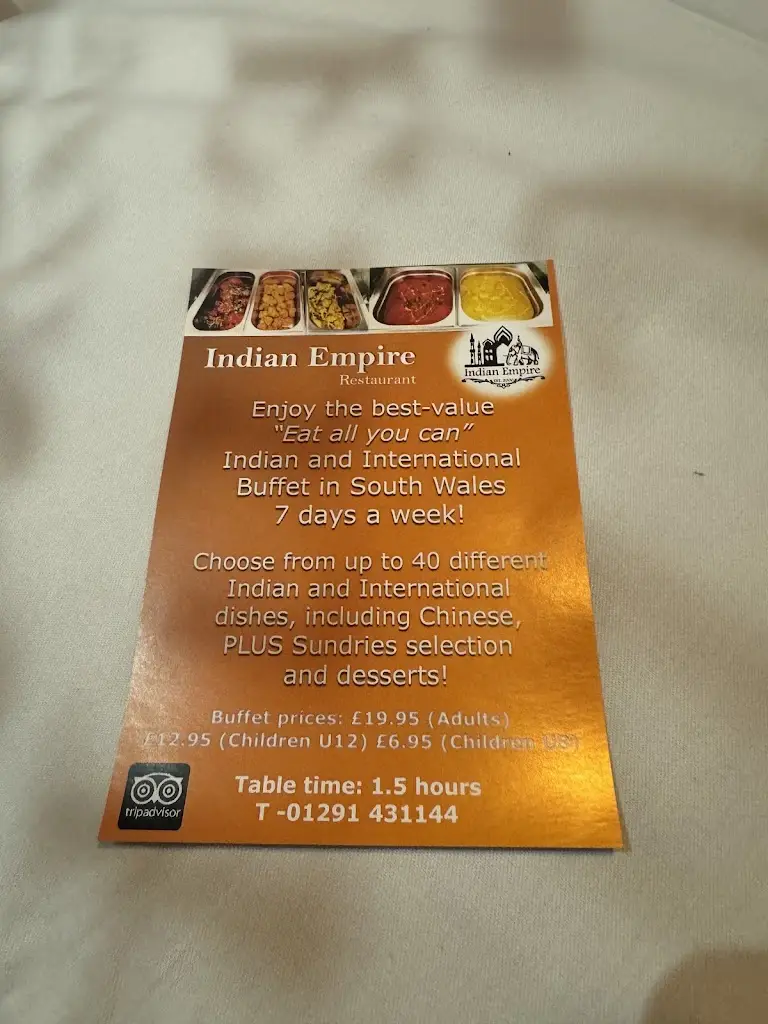 Indian Empire
Restaurant
Indian Empire
Enjoy the best-value
“Eat all you can”
Indian and International
Buffet in South Wales
7 days a week!
Choose from up to 40 different
Indian and International
dishes, including Chinese,
PLUS Sundries selection
and desserts!
Buffet prices: £19.95 (Adults)
£12.95 (Children U12) £6.95 (Children
Table time: 1.5 hours
T -01291 431144
tripadvisor